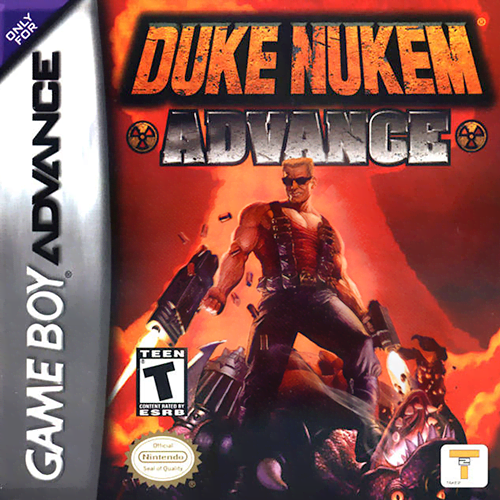 ONLY
FOR
GAME BOY ADVANCE
DUKE NUKEM
ADVANCE
TEEN
T
CONTENT RATED BY
ESRB
Official
Nintendo
Seal of Quality
T